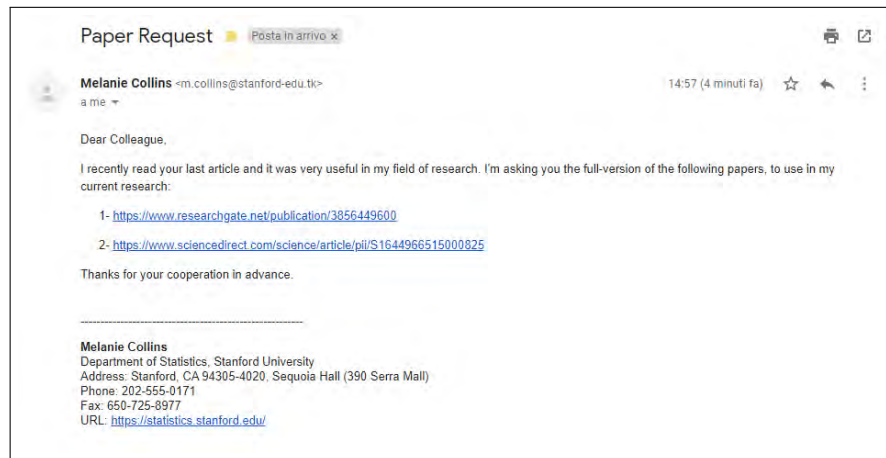 Paper Request Posta in arrivo x
Melanie Collins <m.collins@stanford-edu.tk> 14:57 (4 minuti fa)
a me
Dear Colleague,
I recently read your last article and it was very useful in my field of research. I'm asking you the full-version of the following papers, to use in my
current research:
1- https://www.researchgate.net/publication/3856449600
2- https://www.sciencedirect.com/science/article/pii/S1644966515000825
Thanks for your cooperation in advance.
--------------------------------------------------------
Melanie Collins
Department of Statistics, Stanford University
Address: Stanford, CA 94305-4020, Sequoia Hall (390 Serra Mall)
Phone: 202-555-0171
Fax: 650-725-8977
URL: https://statistics.stanford.edu/